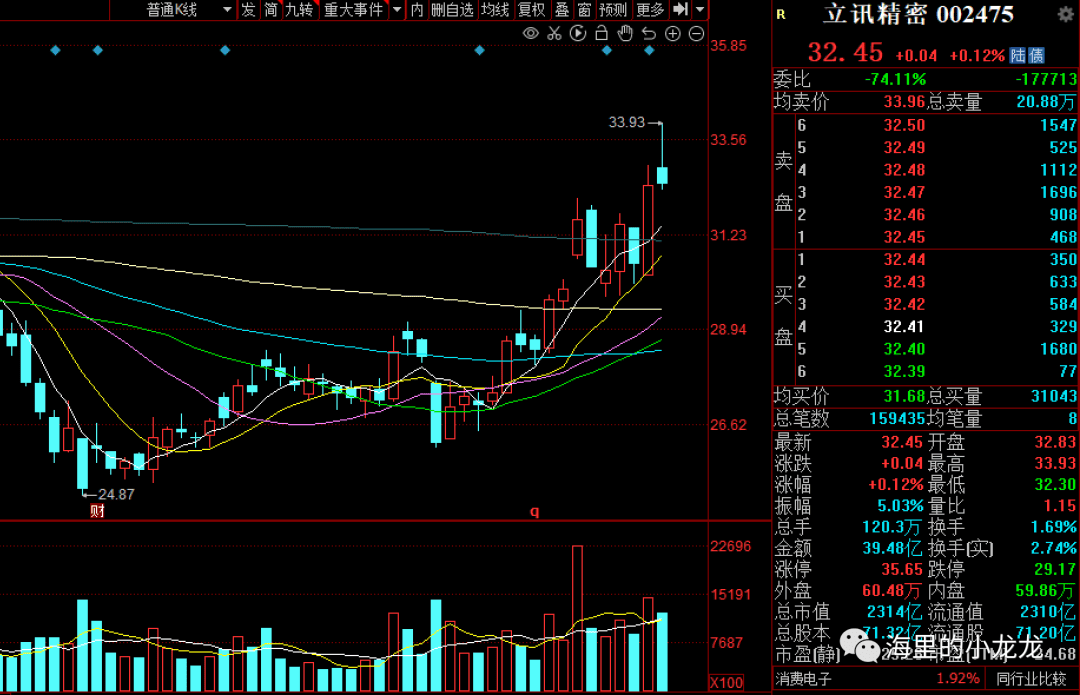 普通K线 发 简 九转 重大事件 内 删自选 均线 复权 叠 窗 预测 更多
R 立讯精密 002475
32.45 +0.04 +0.12% 陆 债
35.85
33.56
31.23
28.94
26.62
33.93
24.87
财
q
22696
15191
7687
X100
委比 -74.11% -177713
均卖价 33.96 总卖量 20.88万
卖盘
6 32.50 1547
5 32.49 525
4 32.48 1112
3 32.47 1696
2 32.46 908
1 32.45 468
买盘
1 32.44 350
2 32.43 633
3 32.42 584
4 32.41 329
5 32.40 1680
6 32.39 77
均买价 31.68 总买量 31043
总笔数 159435 均笔量 8
最新 32.45 开盘 32.83
涨跌 +0.04 最高 33.93
涨幅 +0.12% 最低 32.30
振幅 5.03% 量比 1.15
总手 120.3万 换手 1.69%
金额 39.48亿 换手(实) 2.74%
涨停 35.65 跌停 29.17
外盘 60.48万 内盘 59.86万
总市值 2314亿 流通值 2310亿
总股本 71.32亿 流通股 71.20亿
市盈(静)
海里的小龙龙
消费电子 1.92% 同行业比较